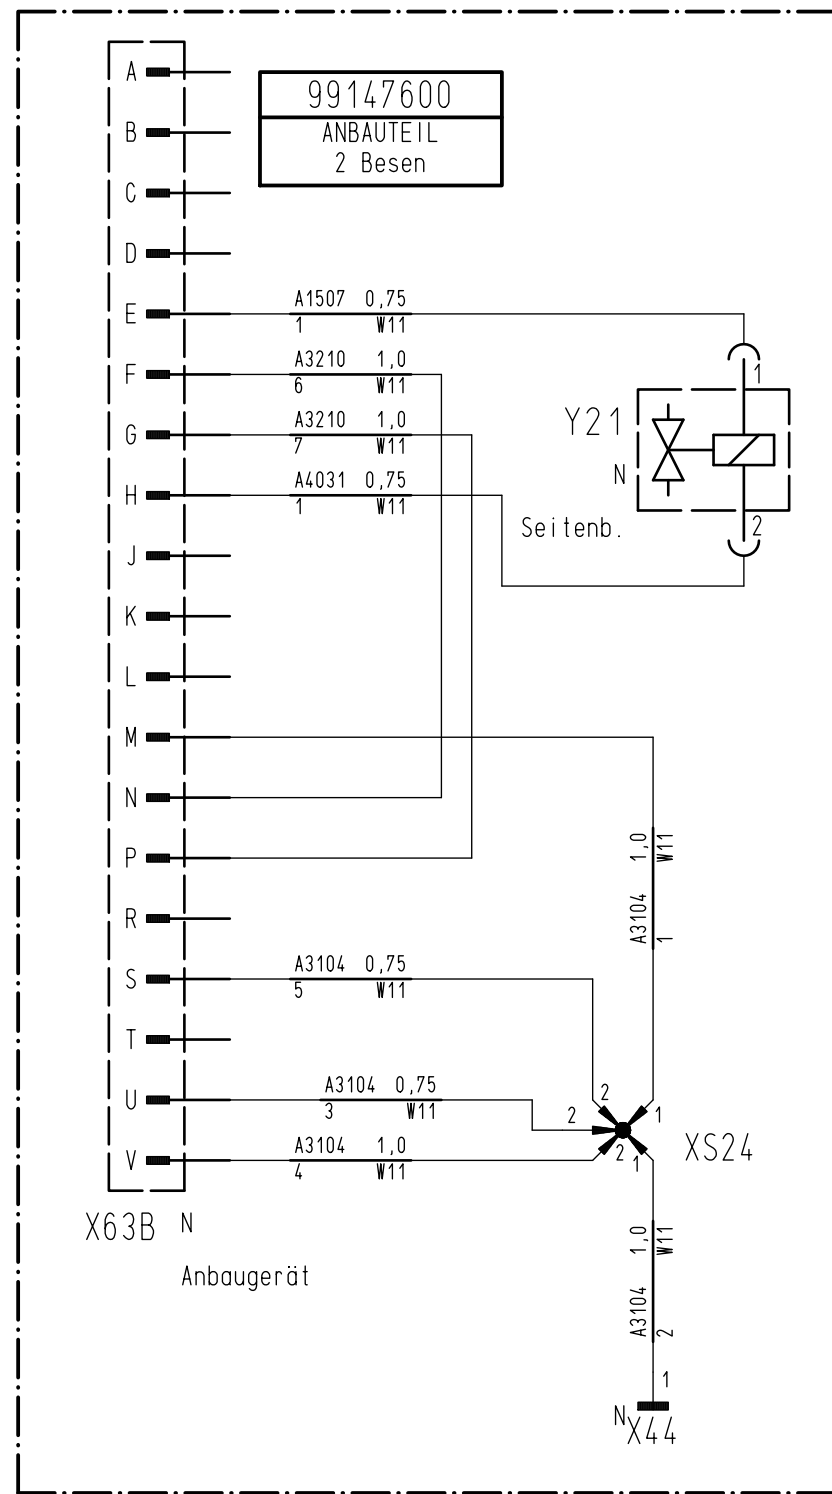 A
99147600
ANBAUTEIL
2 Besen
B
C
D
E
A1507 0,75
1 W11
F
A3210 1,0
6 W11
1
G
A3210 1,0
7 W11
Y21
N
H
A4031 0,75
1 W11
2
Seitenb.
J
K
L
M
N
1,0
W11
P
A3104
1
R
S
A3104 0,75
5 W11
T
U
A3104 0,75
3 W11
2
2
1
V
A3104 1,0
4 W11
2
1
XS24
X63B N
Anbaugerät
1,0
W11
A3104
2
1
N
X44